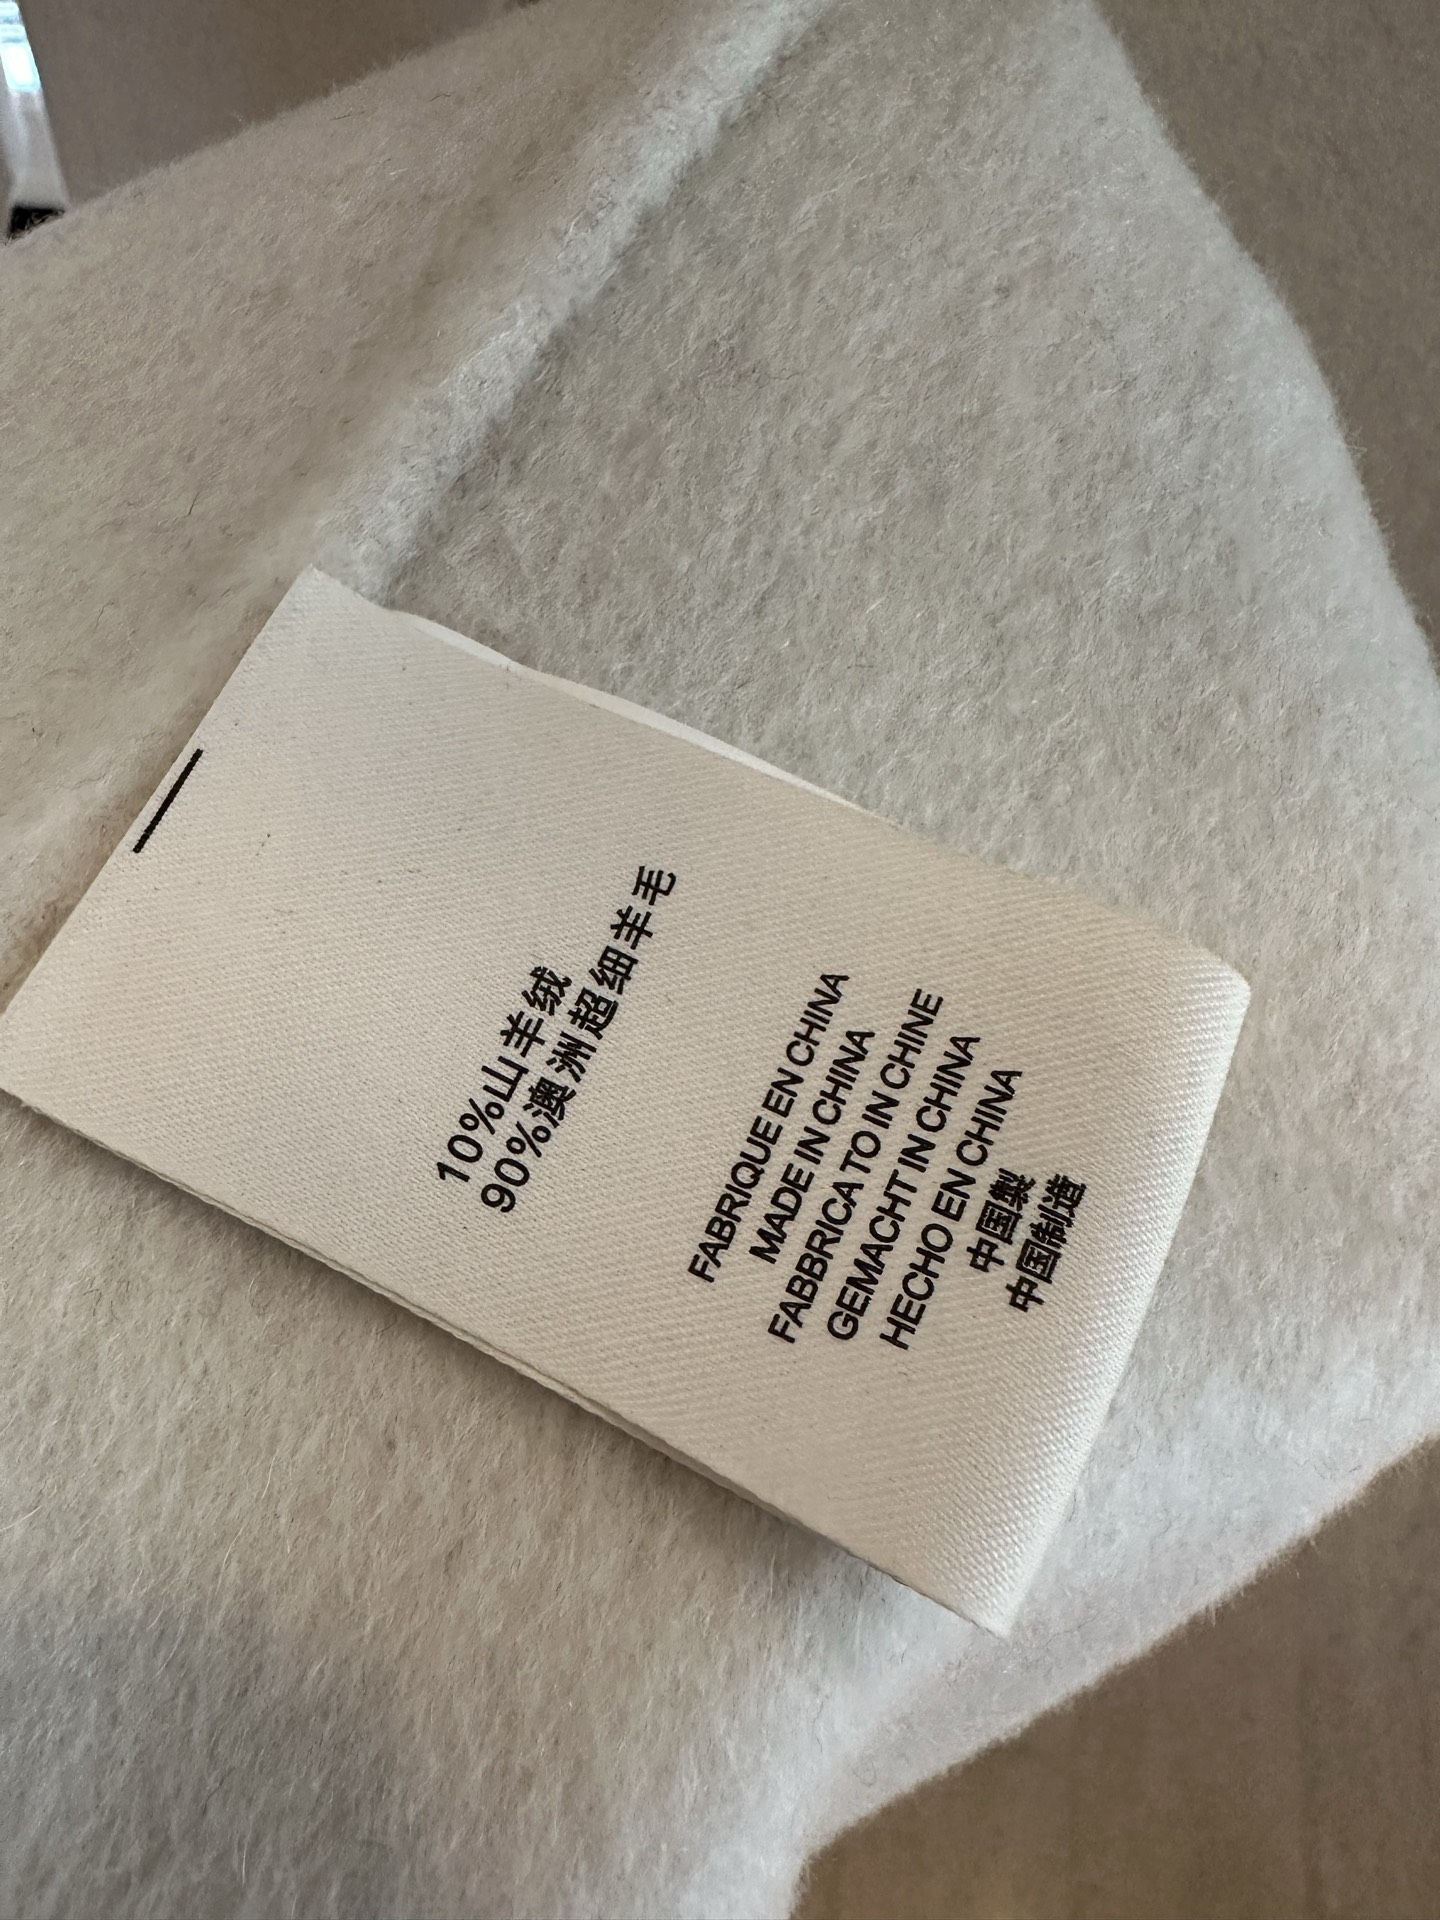 10%山羊绒
90%澳洲超细羊毛
FABRIQUE EN CHINA
MADE IN CHINA
FABBRICA TO IN CHINE
GEMACHT IN CHINA
HECHO EN CHINA
中国製
中国制造